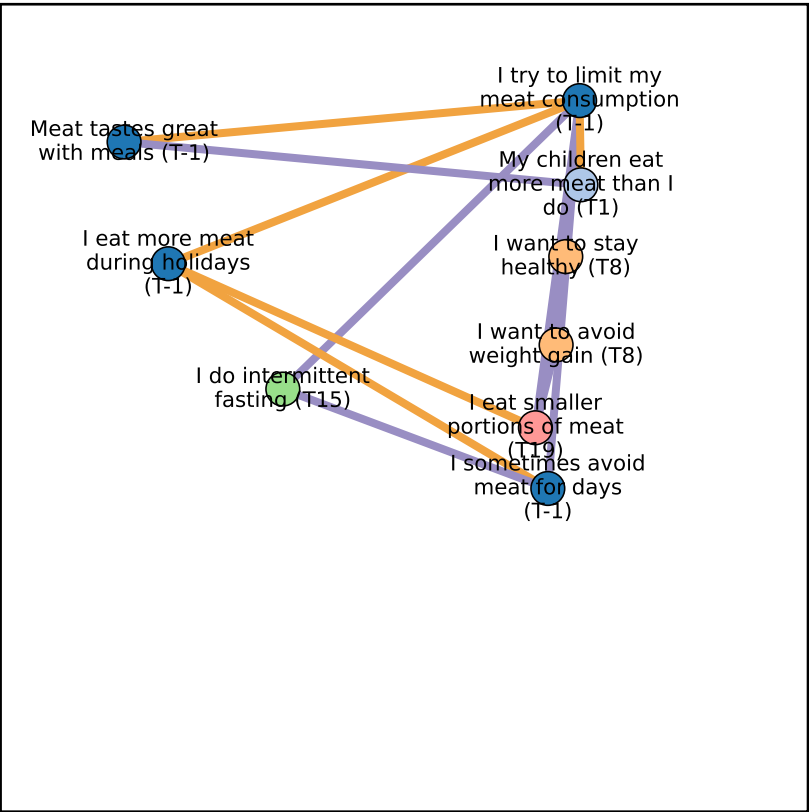 I try to limit my
meat consumption
(T-1)
Meat tastes great
with meals (T-1)
My children eat
more meat than I
do (T1)
I eat more meat
during holidays
(T-1)
I want to stay
healthy (T8)
I want to avoid
weight gain (T8)
I do intermittent
fasting (T15)
I eat smaller
portions of meat
(T19)
I sometimes avoid
meat for days
(T-1)